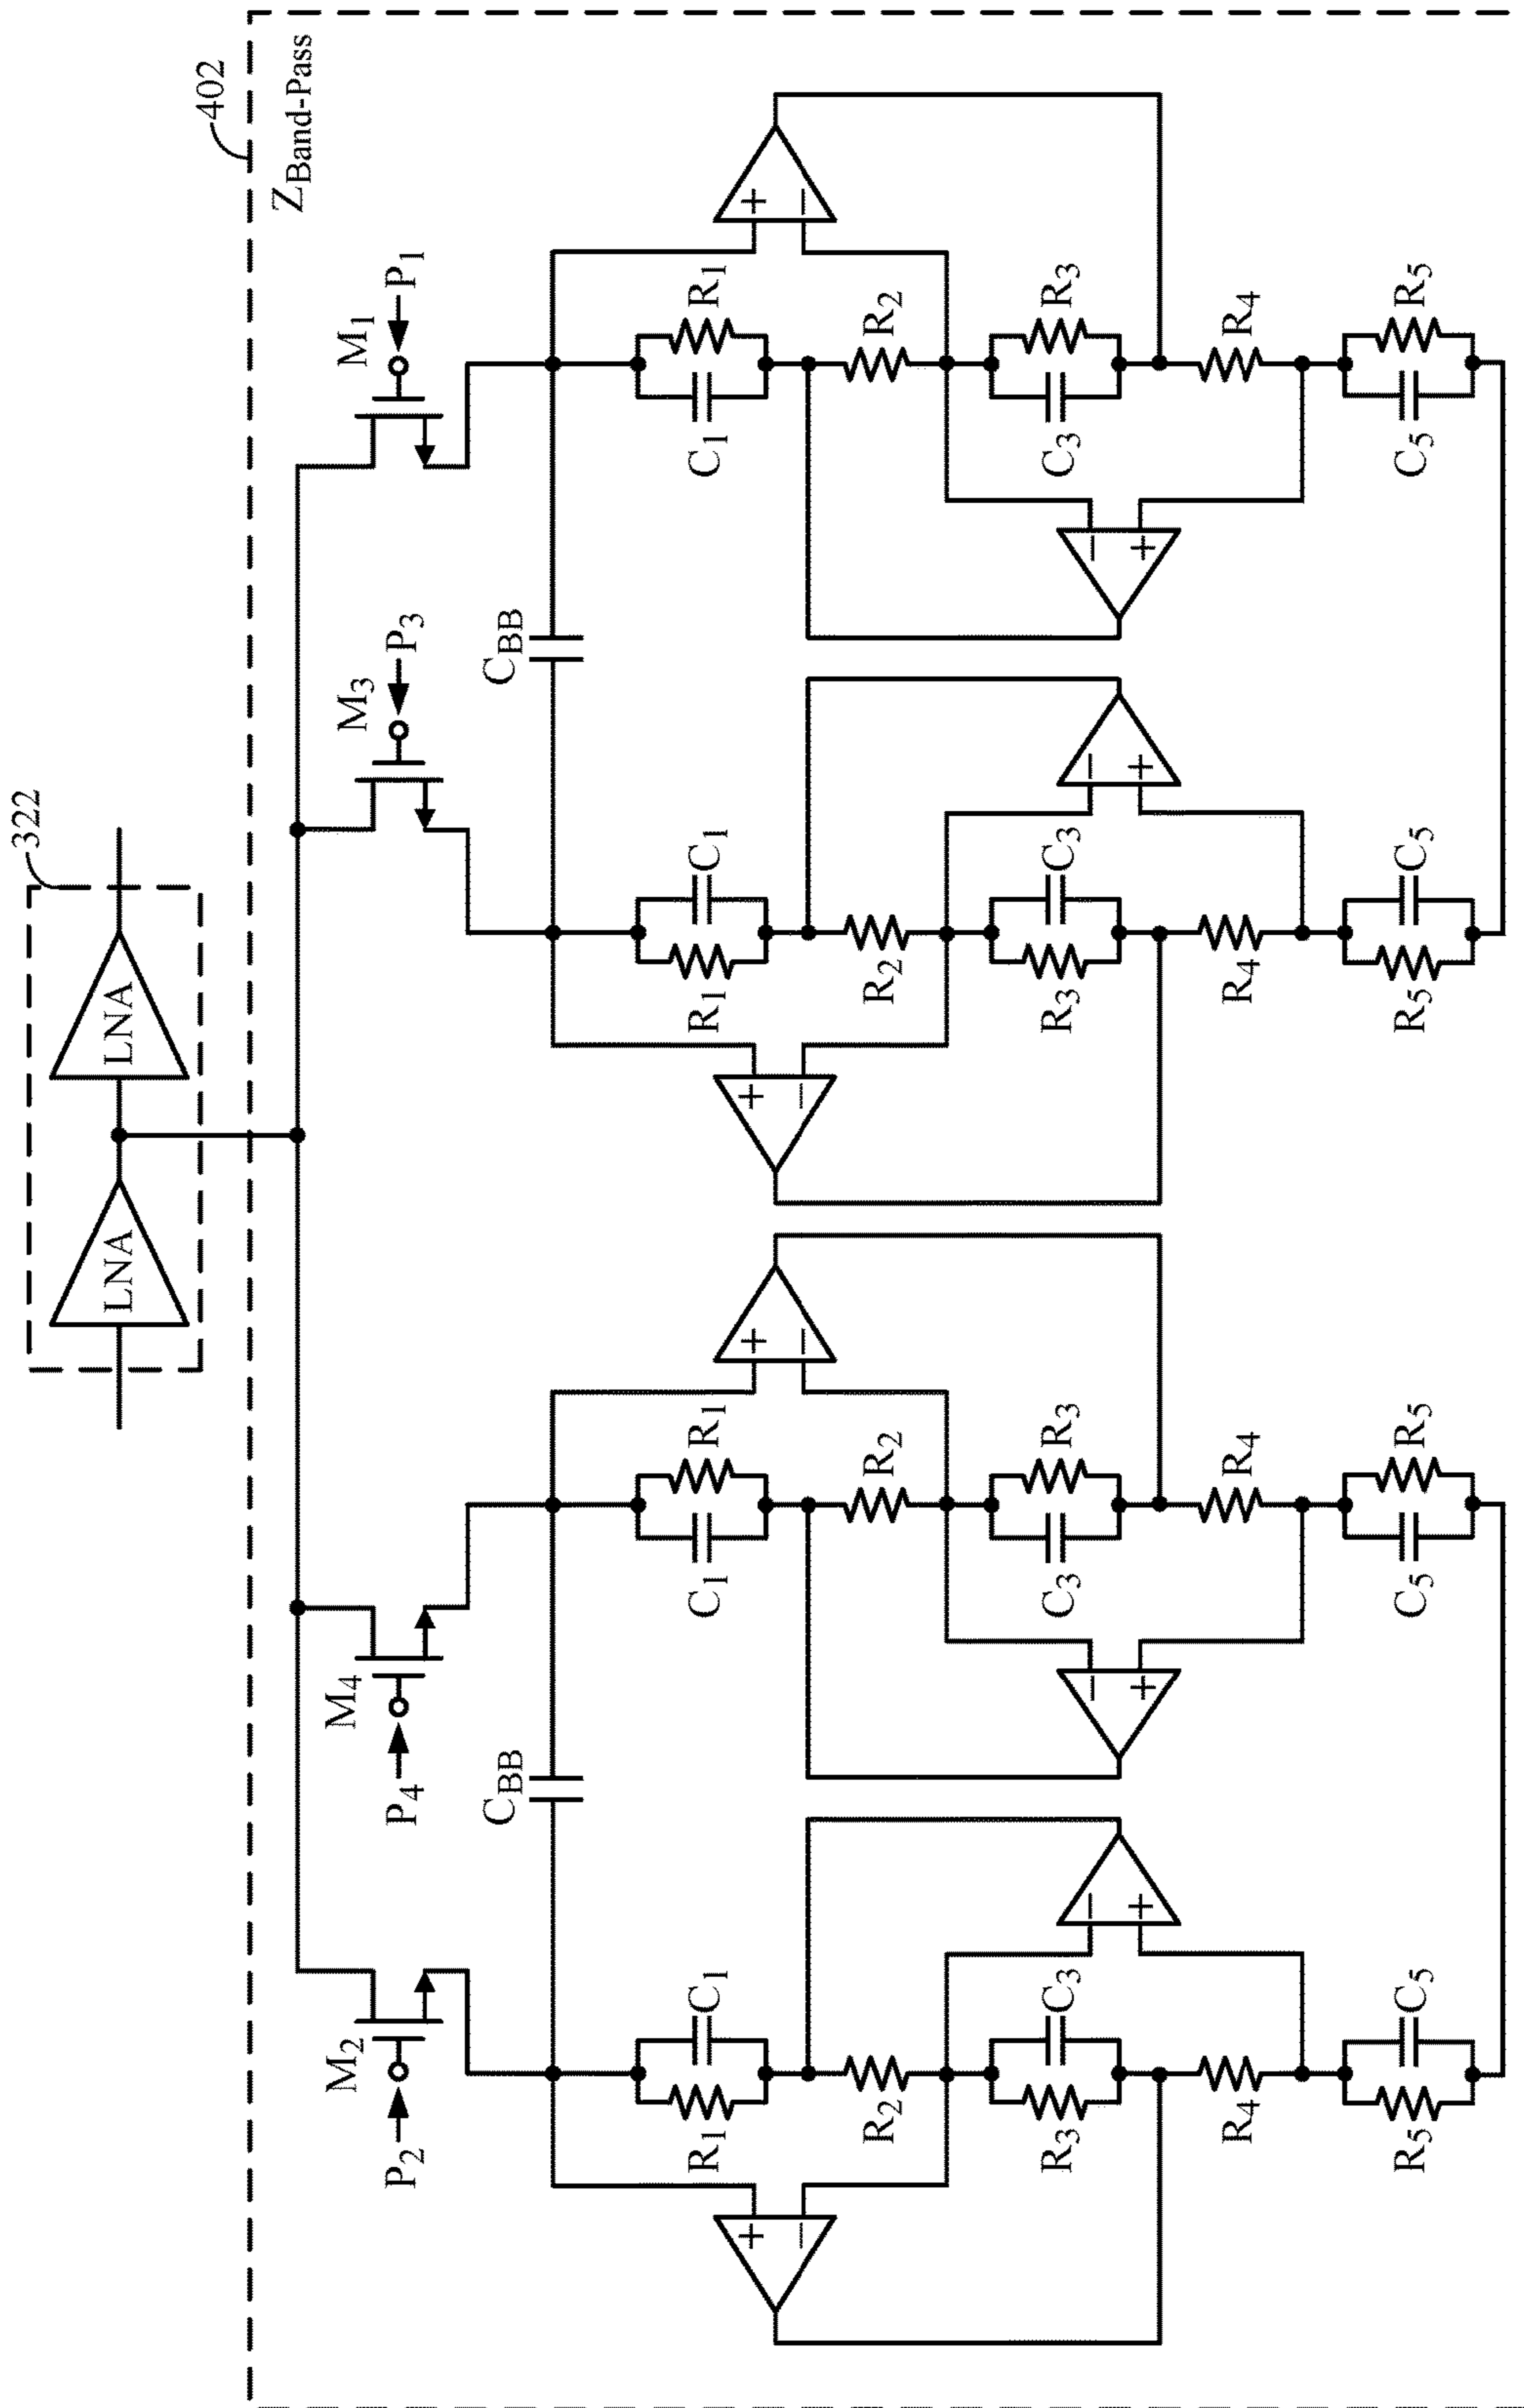 322
LNA
LNA
402
Z_Band-Pass
P₂
M₂
P₄
M₄
M₃
P₃
M₁
P₁
C_BB
C_BB
R₁
C₁
C₁
R₁
R₁
C₁
C₁
R₁
R₂
R₂
R₂
R₂
R₃
C₃
C₃
R₃
R₃
C₃
C₃
R₃
R₄
R₄
R₄
R₄
R₅
C₅
C₅
R₅
R₅
C₅
C₅
R₅
+
−
+
−
+
−
+
−
−
+
−
+
−
+
−
+